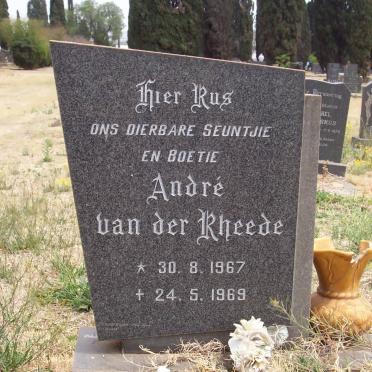 Hier Rus
ONS DIERBARE SEUNTJIE
EN BOETIE
André
van der Rheede
* 30. 8. 1967
+ 24. 5. 1969